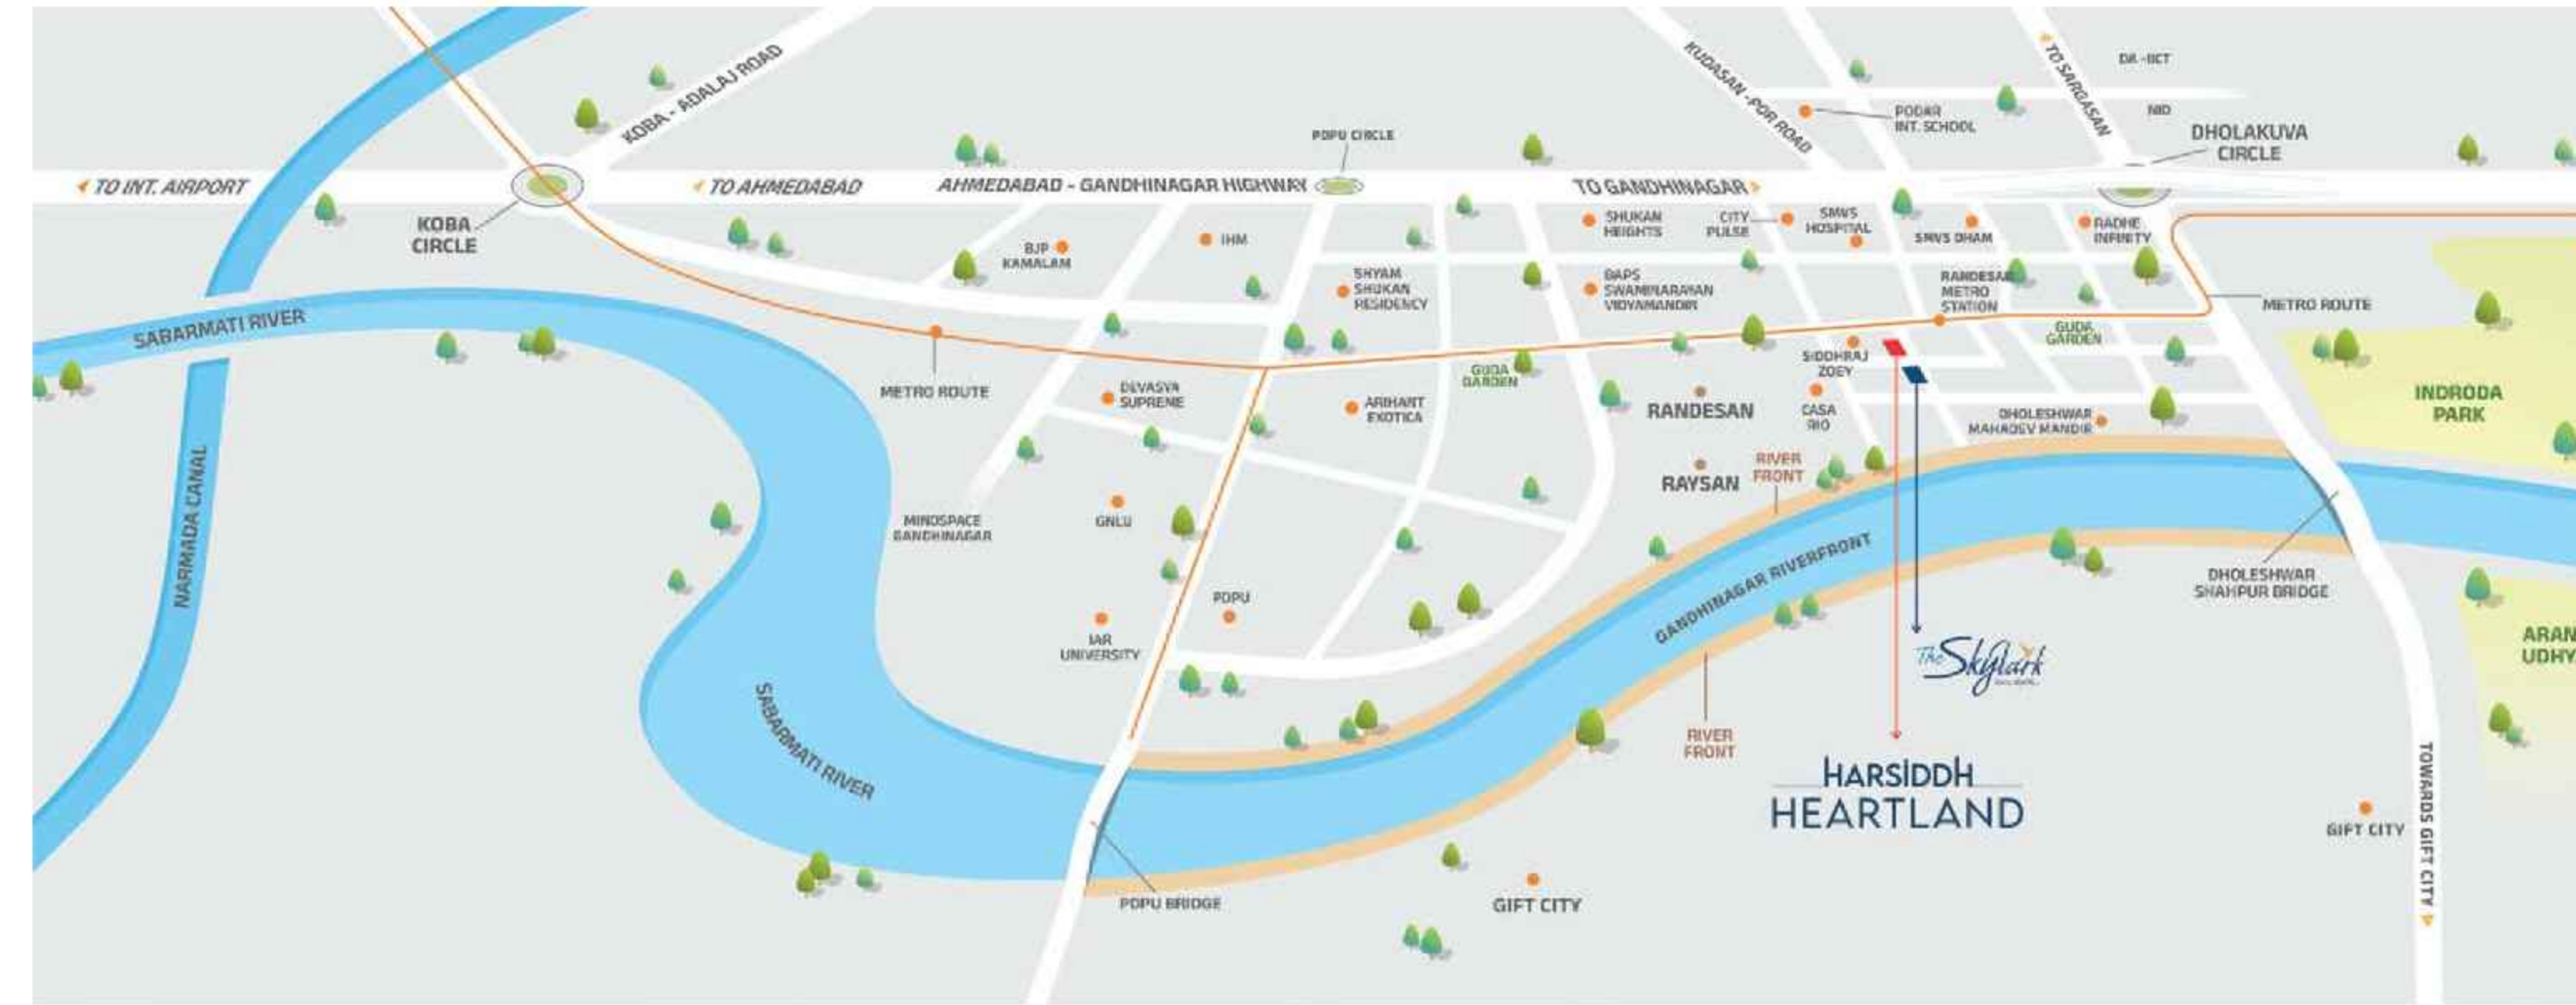 KOBA - ADALAJ ROAD
KUDASAN - POR ROAD
TO SARGASAN
DA-IICT
NID
PODAR
INT. SCHOOL
DHOLAKUVA
CIRCLE
PDPU CIRCLE
TO INT. AIRPORT
TO AHMEDABAD
AHMEDABAD - GANDHINAGAR HIGHWAY
TO GANDHINAGAR
KOBA
CIRCLE
BJP
KAMALAM
IHM
SHUKAN
HEIGHTS
CITY
PULSE
SMVS
HOSPITAL
SMVS DHAM
RADHE
INFINITY
SHYAM
SHUKAN
RESIDENCY
BAPS
SWAMINARAYAN
VIDYAMANDIR
RANDESAN
METRO
STATION
METRO ROUTE
SABARMATI RIVER
GUDA
GARDEN
SIDDHRAJ
ZOEY
METRO ROUTE
DEVASYA
SUPREME
ARIHANT
EXOTICA
GUDA
GARDEN
RANDESAN
CASA
RIO
DHOLESHWAR
MAHADEV MANDIR
INDRODA
PARK
RAYSAN
RIVER
FRONT
NARMADA CANAL
MINDSPACE
GANDHINAGAR
GNLU
GANDHINAGAR RIVERFRONT
DHOLESHWAR
SHAHPUR BRIDGE
PDPU
IAR
UNIVERSITY
The Skylark
ARAN
UDHY
SABARMATI RIVER
RIVER
FRONT
HARSIDDH
HEARTLAND
TOWARDS GIFT CITY
GIFT CITY
PDPU BRIDGE
GIFT CITY